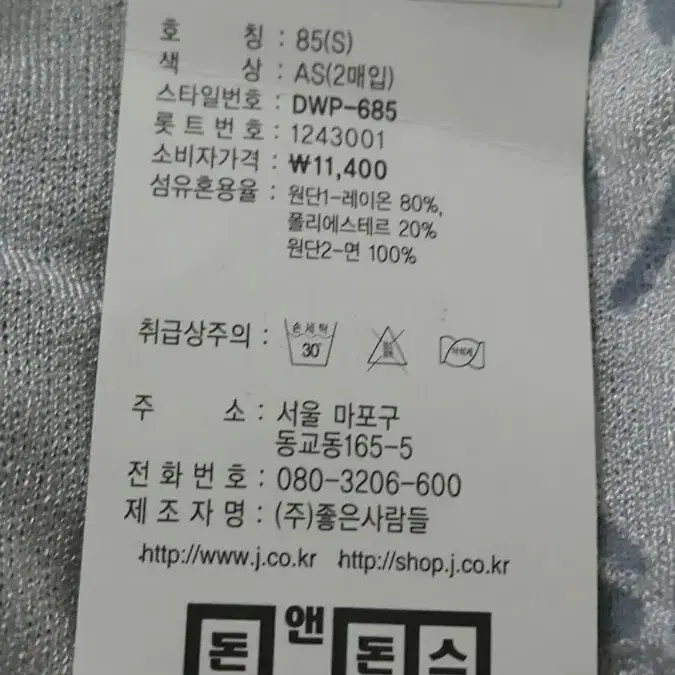 호 칭 : 85(S)
색 상 : AS(2매입)
스타일번호 : DWP-685
롯트번호 : 1243001
소비자가격 : ₩11,400
섬유혼용율 : 원단1-레이온 80%,
폴리에스테르 20%
원단2-면 100%
취급상주의 : 손세탁 30°
주 소 : 서울 마포구
동교동165-5
전화번호 : 080-3206-600
제조자명 : (주)좋은사람들
http://www.j.co.kr http://shop.j.co.kr
돈앤돈스